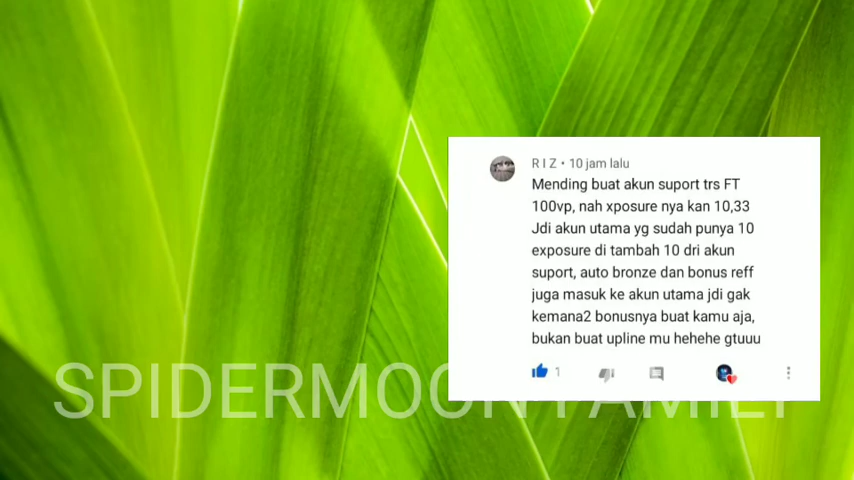 R I Z • 10 jam lalu
Mending buat akun suport trs FT
100vp, nah xposure nya kan 10,33
Jdi akun utama yg sudah punya 10
exposure di tambah 10 dri akun
suport, auto bronze dan bonus reff
juga masuk ke akun utama jdi gak
kemana2 bonusnya buat kamu aja,
bukan buat upline mu hehehe gtuuu
1
SPIDERMOON FAMILY